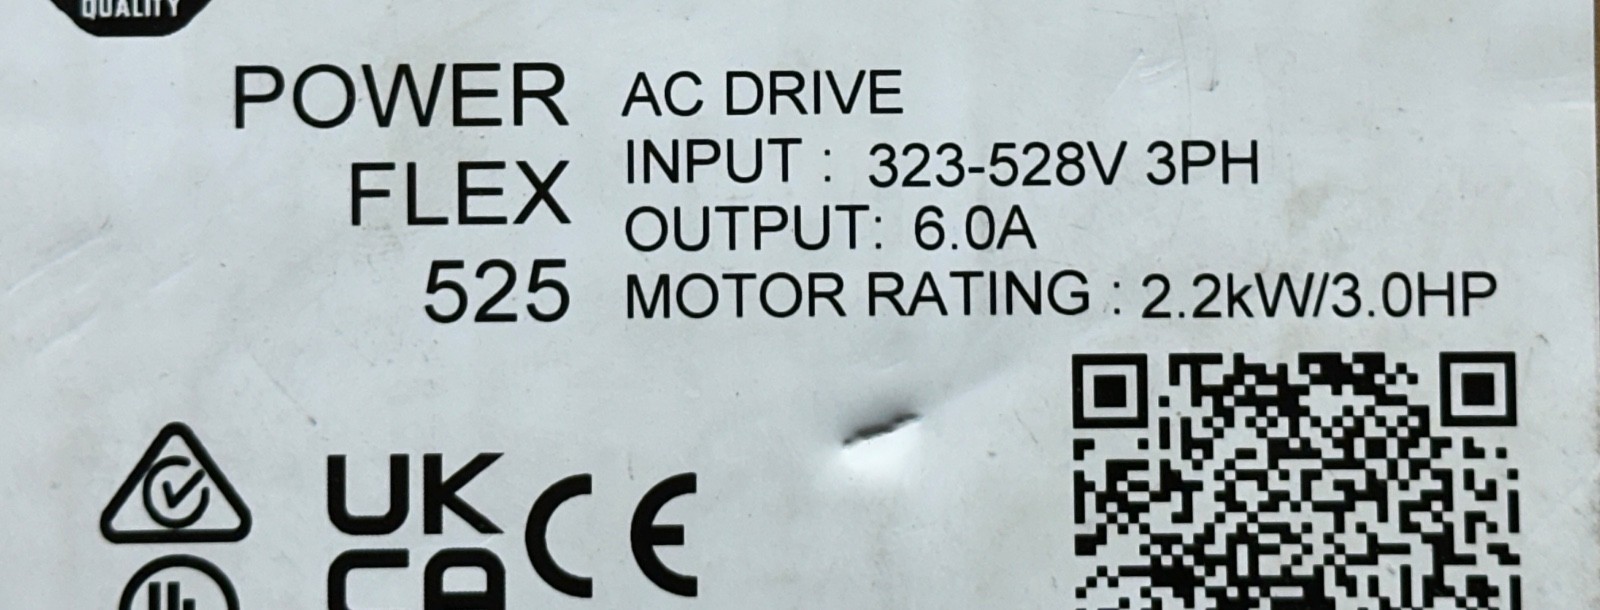 QUALITY
POWER
FLEX
525
AC DRIVE
INPUT : 323-528V 3PH
OUTPUT: 6.0A
MOTOR RATING : 2.2kW/3.0HP
UK
CA
CE
UL